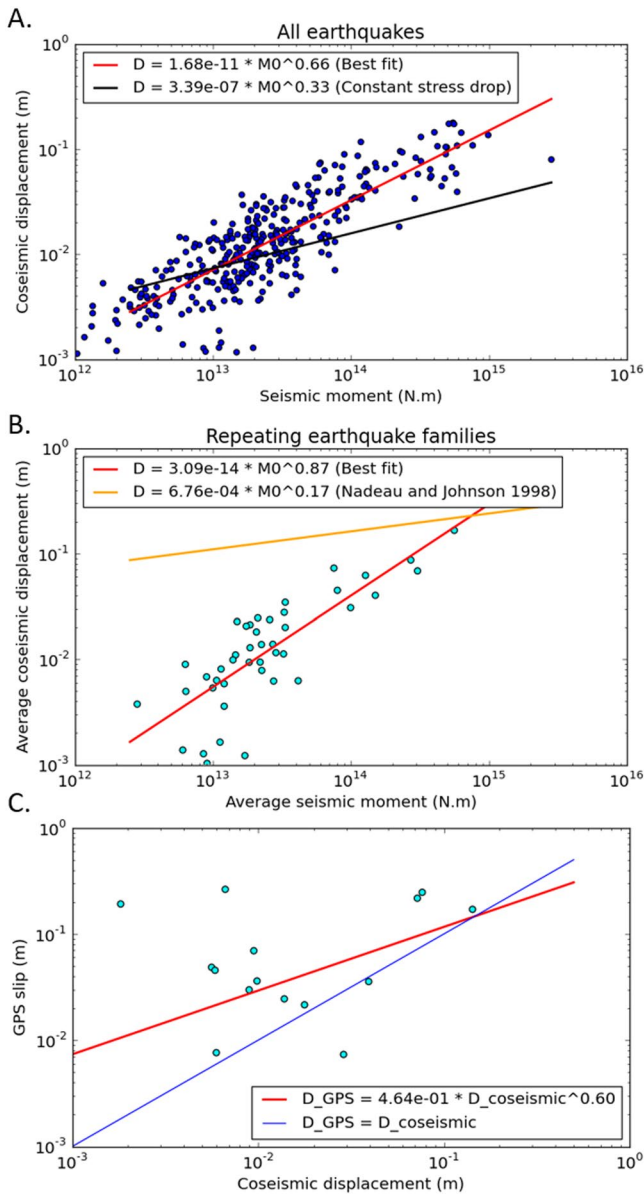 A.
All earthquakes
10^0
D = 1.68e-11 * M0^0.66 (Best fit)
D = 3.39e-07 * M0^0.33 (Constant stress drop)
10^-1
Coseismic displacement (m)
10^-2
10^-3
10^12 10^13 10^14 10^15 10^16
Seismic moment (N.m)
B.
Repeating earthquake families
10^0
D = 3.09e-14 * M0^0.87 (Best fit)
D = 6.76e-04 * M0^0.17 (Nadeau and Johnson 1998)
10^-1
Average coseismic displacement (m)
10^-2
10^-3
10^12 10^13 10^14 10^15 10^16
Average seismic moment (N.m)
C.
10^0
10^-1
GPS slip (m)
10^-2
D_GPS = 4.64e-01 * D_coseismic^0.60
D_GPS = D_coseismic
10^-3
10^-3 10^-2 10^-1 10^0
Coseismic displacement (m)